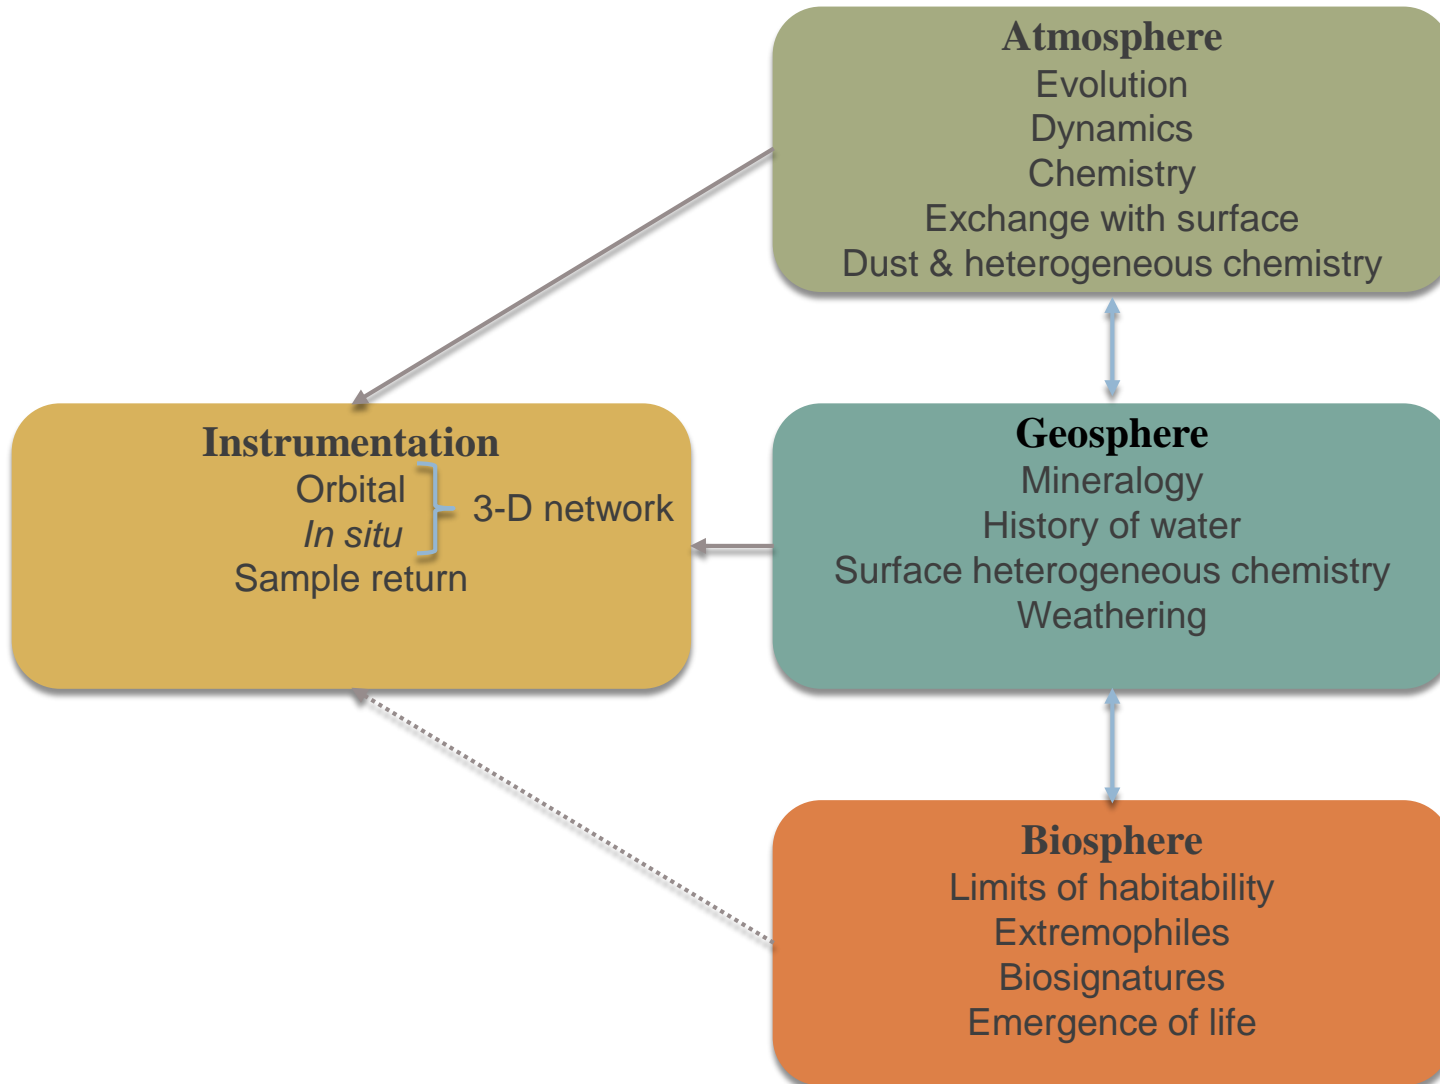 Atmosphere
Evolution
Dynamics
Chemistry
Exchange with surface
Dust & heterogeneous chemistry
Instrumentation
Orbital
In situ
3-D network
Sample return
Geosphere
Mineralogy
History of water
Surface heterogeneous chemistry
Weathering
Biosphere
Limits of habitability
Extremophiles
Biosignatures
Emergence of life